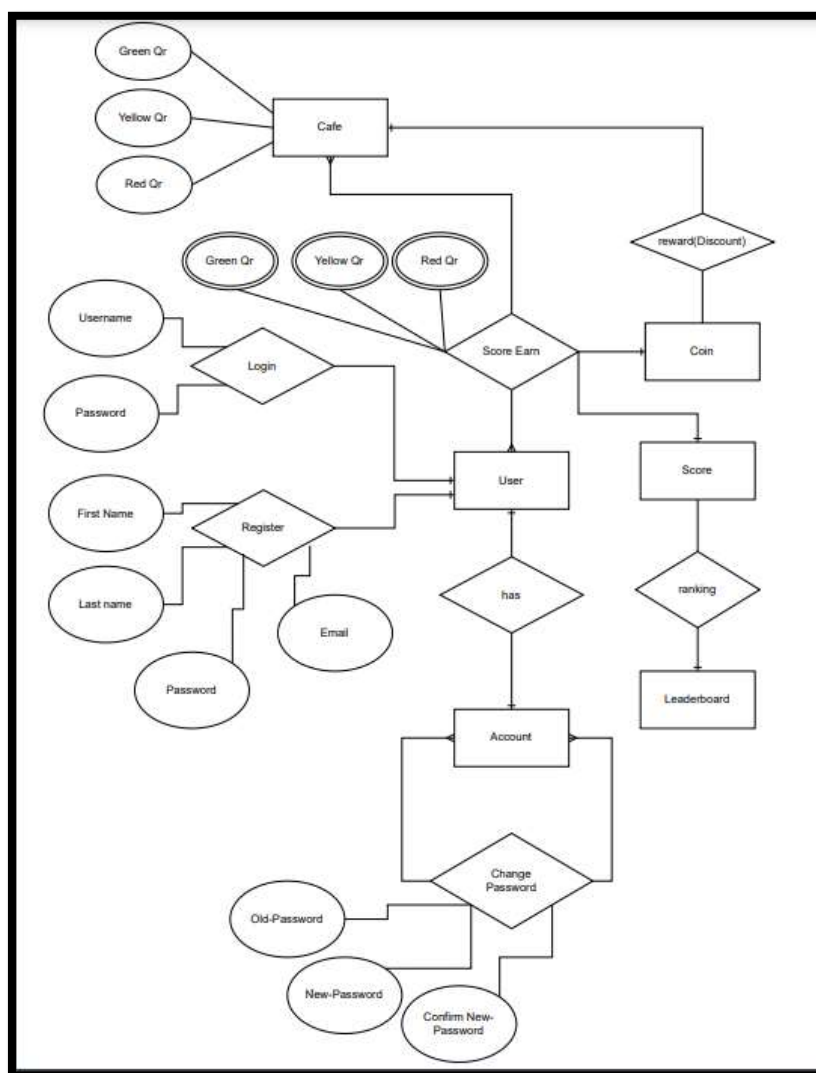 Green Qr
Yellow Qr
Cafe
Red Qr
reward(Discount)
Green Qr
Yellow Qr
Red Qr
Username
Login
Score Earn
Coin
Password
User
Score
First Name
Register
has
ranking
Last name
Email
Password
Leaderboard
Account
Change
Password
Old-Password
New-Password
Confirm New-
Password